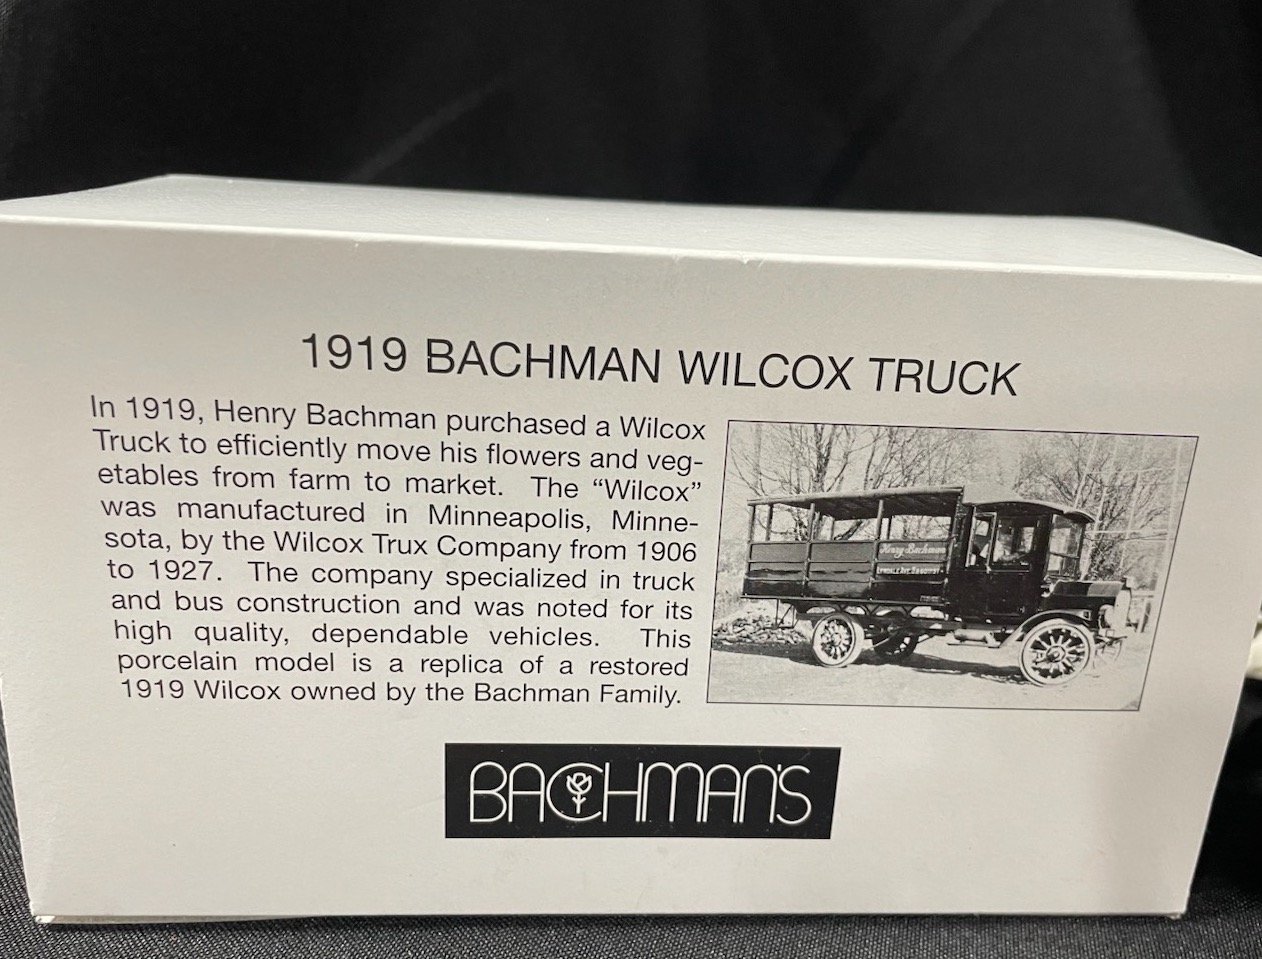 1919 BACHMAN WILCOX TRUCK
In 1919, Henry Bachman purchased a Wilcox
Truck to efficiently move his flowers and veg-
etables from farm to market. The “Wilcox”
was manufactured in Minneapolis, Minne-
sota, by the Wilcox Trux Company from 1906
to 1927. The company specialized in truck
and bus construction and was noted for its
high quality, dependable vehicles. This
porcelain model is a replica of a restored
1919 Wilcox owned by the Bachman Family.
Henry Bachman
LYNDALE AVE.
BACHMAN'S